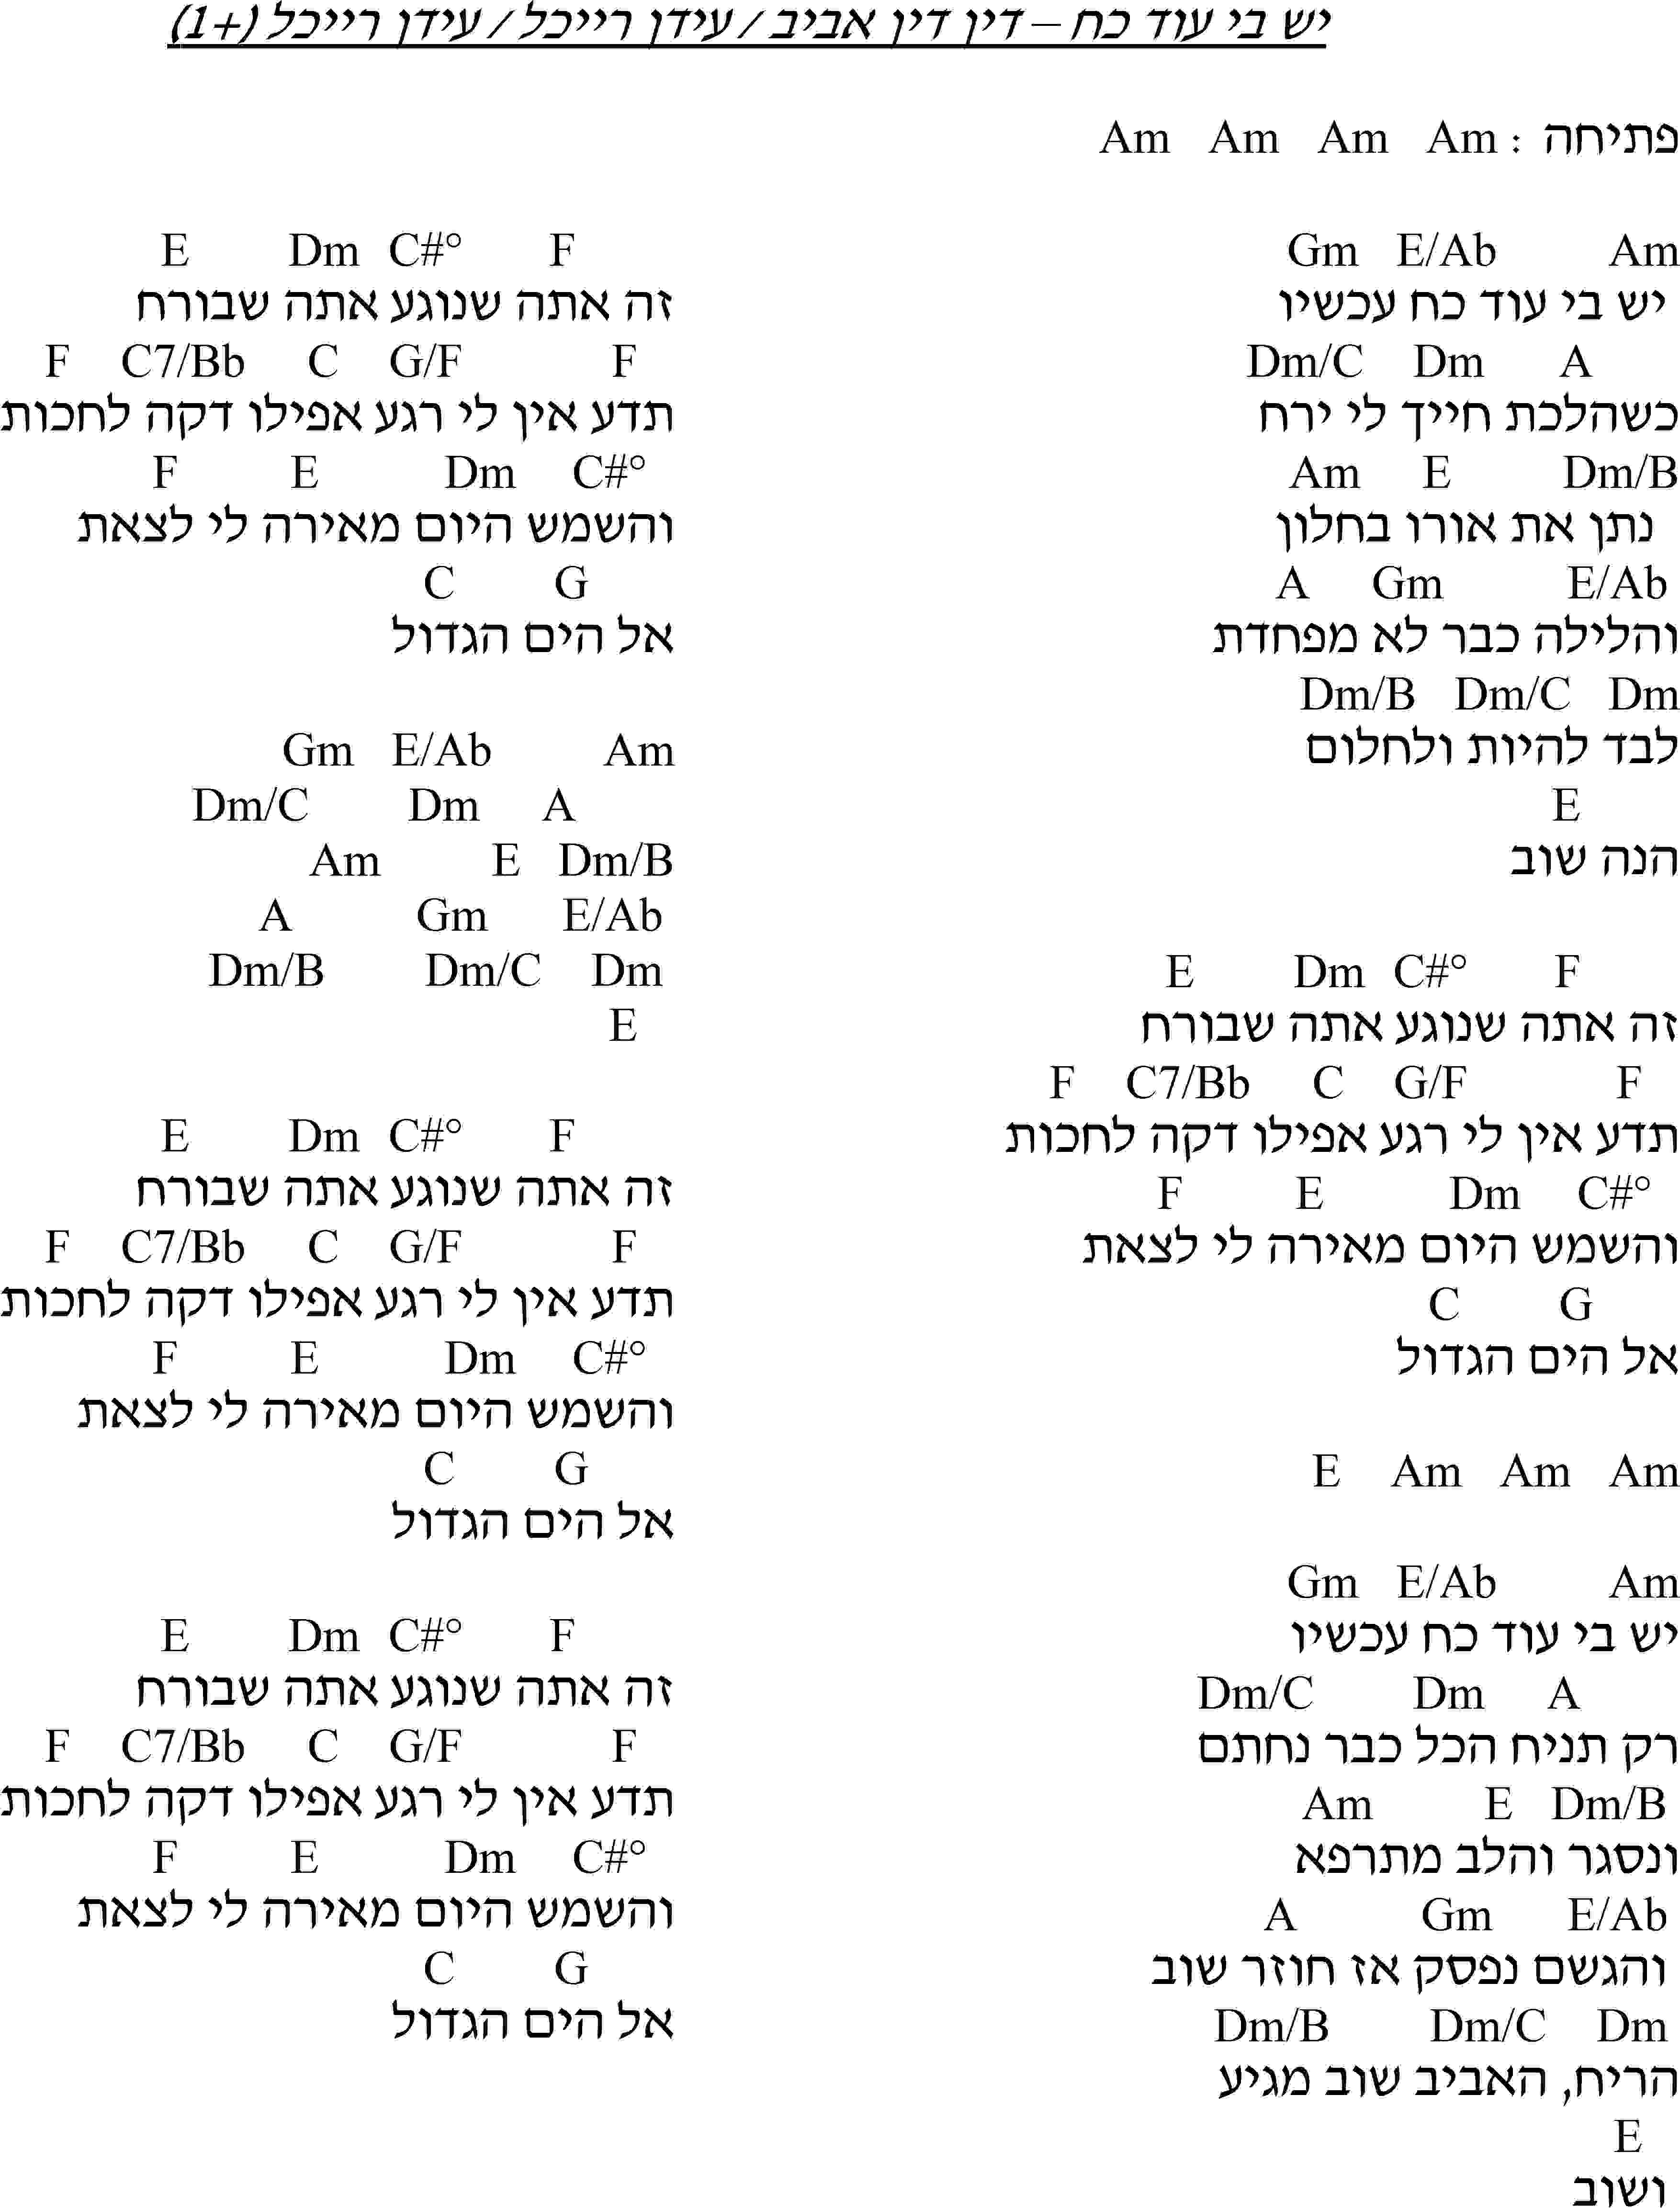 יש בי עוד כח – דין דין אביב / עידן רייכל / עידן רייכל (+1)
פתיחה : Am   Am   Am   Am
Gm   E/Ab   Am
יש בי עוד כח עכשיו
Dm/C   Dm   A
כשהלכת חייך לי ירח
Am   E   Dm/B
נתן את אורו בחלון
A   Gm   E/Ab
והלילה כבר לא מפחדת
Dm/B   Dm/C   Dm
לבד להיות ולחלום
E
הנה שוב
E   Dm   C#°   F
זה אתה שנוגע אתה שבורח
F   C7/Bb   C   G/F   F
תדע אין לי רגע אפילו דקה לחכות
F   E   Dm   C#°
והשמש היום מאירה לי לצאת
C   G
אל הים הגדול
E   Am   Am   Am
Gm   E/Ab   Am
יש בי עוד כח עכשיו
Dm/C   Dm   A
רק תניח הכל כבר נחתם
Am   E   Dm/B
ונסגר והלב מתרפא
A   Gm   E/Ab
והגשם נפסק אז חוזר שוב
Dm/B   Dm/C   Dm
הריח, האביב שוב מגיע
E
ושוב
E   Dm   C#°   F
זה אתה שנוגע אתה שבורח
F   C7/Bb   C   G/F   F
תדע אין לי רגע אפילו דקה לחכות
F   E   Dm   C#°
והשמש היום מאירה לי לצאת
C   G
אל הים הגדול
Gm   E/Ab   Am
Dm/C   Dm   A
Am   E   Dm/B
A   Gm   E/Ab
Dm/B   Dm/C   Dm
E
E   Dm   C#°   F
זה אתה שנוגע אתה שבורח
F   C7/Bb   C   G/F   F
תדע אין לי רגע אפילו דקה לחכות
F   E   Dm   C#°
והשמש היום מאירה לי לצאת
C   G
אל הים הגדול
E   Dm   C#°   F
זה אתה שנוגע אתה שבורח
F   C7/Bb   C   G/F   F
תדע אין לי רגע אפילו דקה לחכות
F   E   Dm   C#°
והשמש היום מאירה לי לצאת
C   G
אל הים הגדול